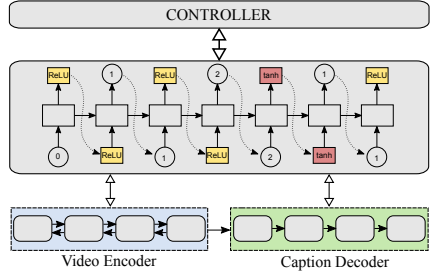 CONTROLLER
ReLU 1 ReLU 2 tanh 1 ReLU
0 ReLU 1 ReLU 2 tanh 1
Video Encoder Caption Decoder